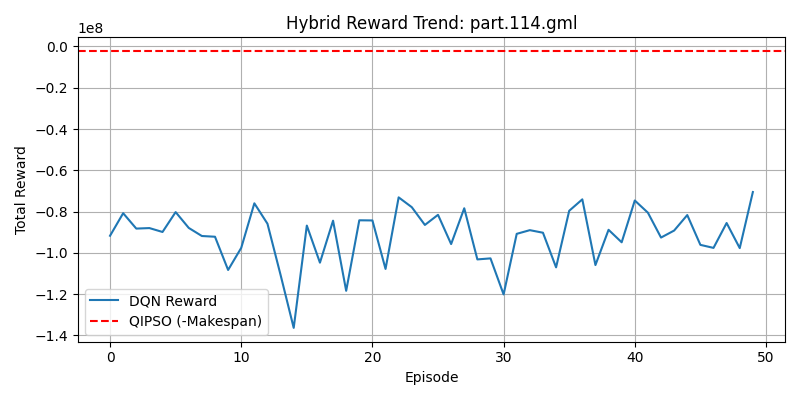 Hybrid Reward Trend: part.114.gml
1e8
0.0
−0.2
−0.4
−0.6
−0.8
−1.0
−1.2
−1.4
Total Reward
DQN Reward
QIPSO (-Makespan)
0 10 20 30 40 50
Episode